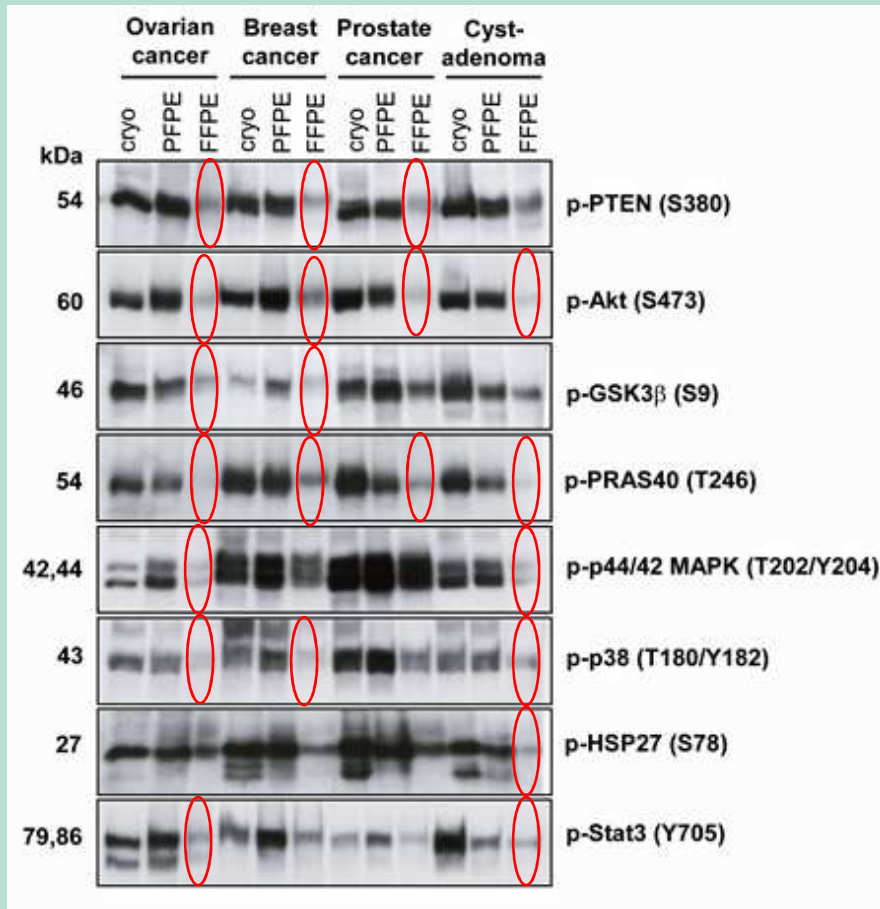 Ovarian cancer
Breast cancer
Prostate cancer
Cyst-adenoma
cryo PFPE FFPE cryo PFPE FFPE cryo PFPE FFPE cryo PFPE FFPE
kDa
54 p-PTEN (S380)
60 p-Akt (S473)
46 p-GSK3β (S9)
54 p-PRAS40 (T246)
42,44 p-p44/42 MAPK (T202/Y204)
43 p-p38 (T180/Y182)
27 p-HSP27 (S78)
79,86 p-Stat3 (Y705)